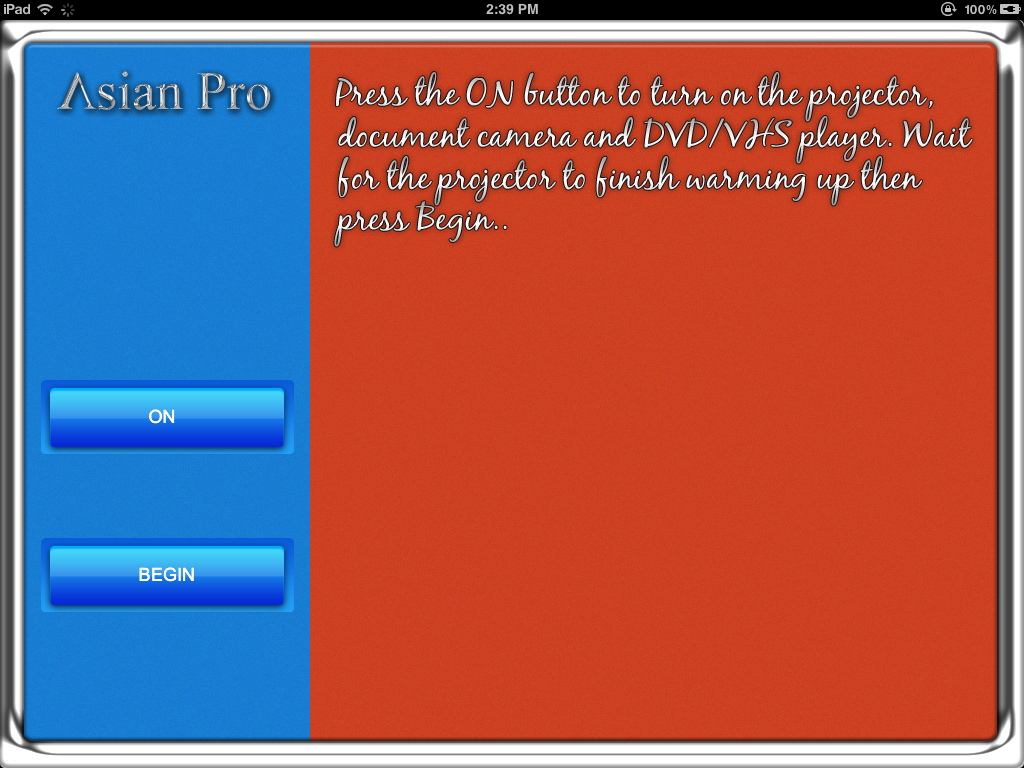 iPad 2:39 PM 100%
Asian Pro
Press the ON button to turn on the projector,
document camera and DVD/VHS player. Wait
for the projector to finish warming up then
press Begin..
ON
BEGIN